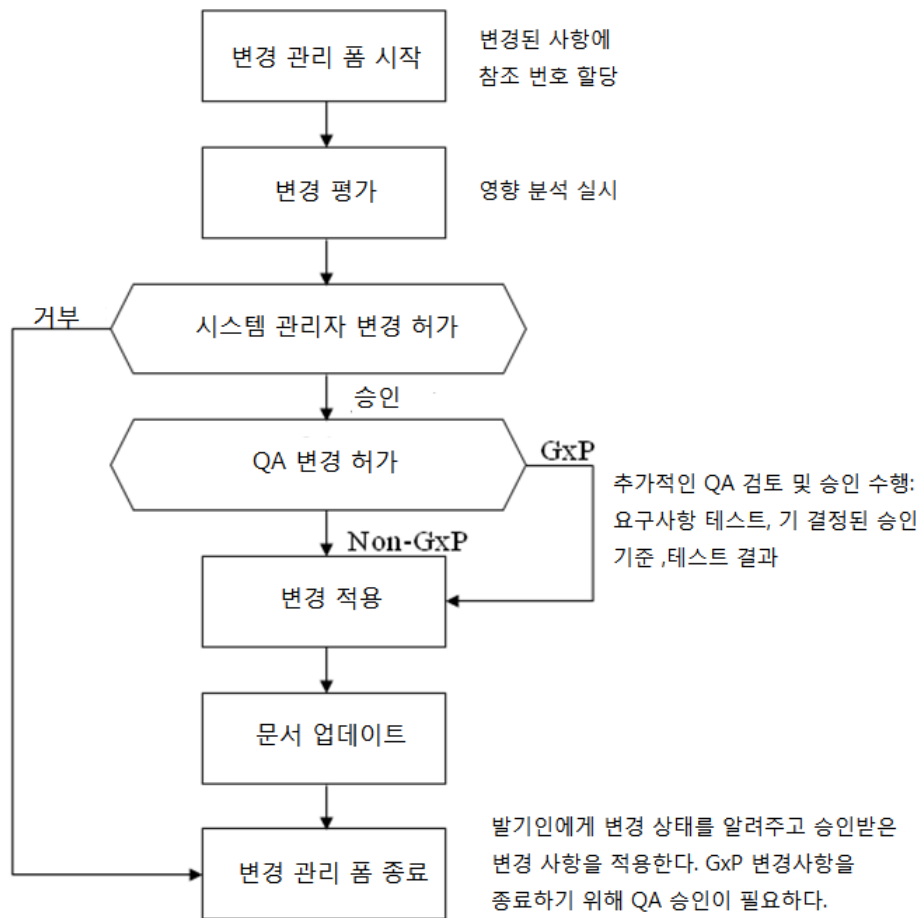 변경 관리 폼 시작
변경된 사항에
참조 번호 할당
변경 평가
영향 분석 실시
거부
시스템 관리자 변경 허가
승인
QA 변경 허가
GxP
추가적인 QA 검토 및 승인 수행:
요구사항 테스트, 기 결정된 승인
기준 ,테스트 결과
Non-GxP
변경 적용
문서 업데이트
변경 관리 폼 종료
발기인에게 변경 상태를 알려주고 승인받은
변경 사항을 적용한다. GxP 변경사항을
종료하기 위해 QA 승인이 필요하다.